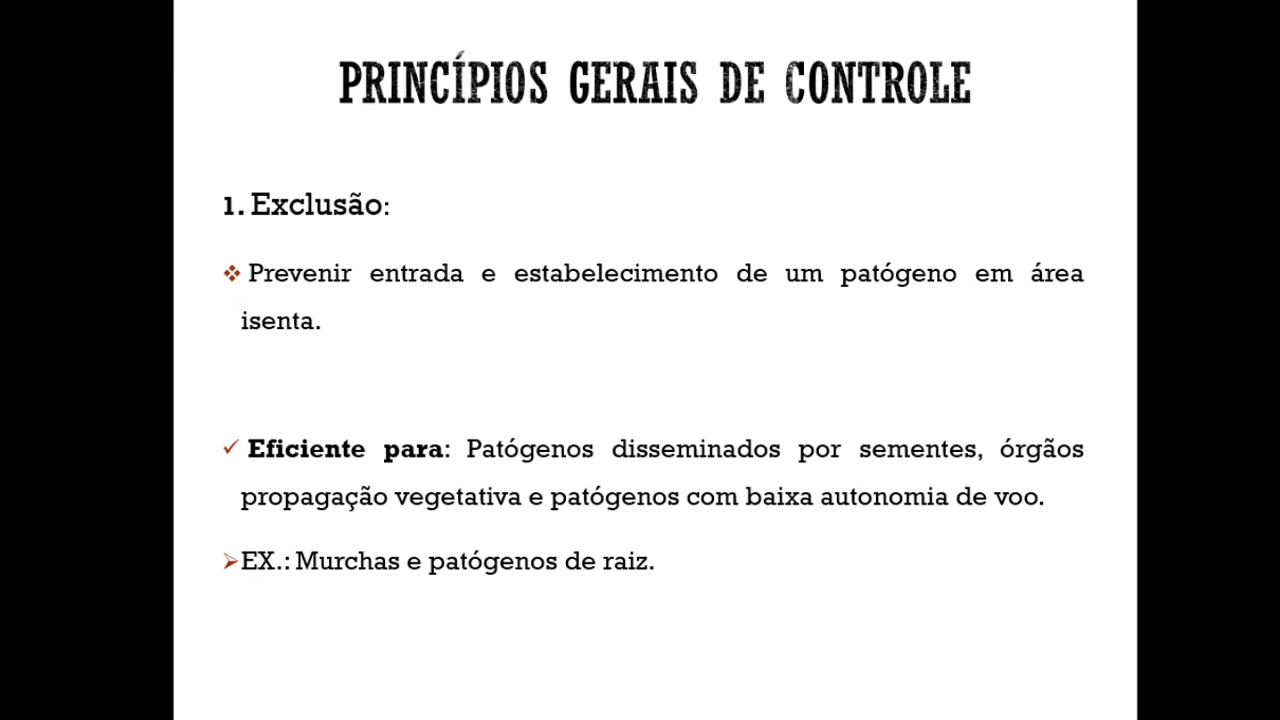 PRINCÍPIOS GERAIS DE CONTROLE
1. Exclusão:
❖ Prevenir entrada e estabelecimento de um patógeno em área
isenta.
✓ Eficiente para: Patógenos disseminados por sementes, órgãos
propagação vegetativa e patógenos com baixa autonomia de voo.
➢EX.: Murchas e patógenos de raiz.